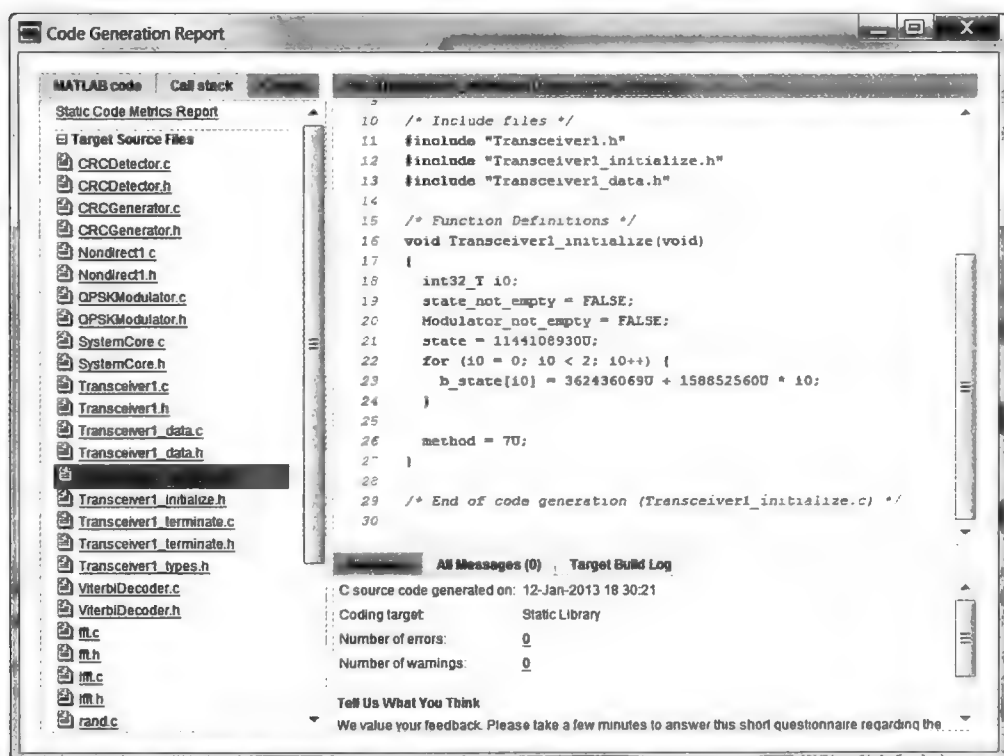 Code Generation Report
MATLAB code Call stack
Static Code Metrics Report
Target Source Files
CRCDetector.c
CRCDetector.h
CRCGenerator.c
CRCGenerator.h
Nondirect1.c
Nondirect1.h
QPSKModulator.c
QPSKModulator.h
SystemCore.c
SystemCore.h
Transceiver1.c
Transceiver1.h
Transceiver1_data.c
Transceiver1_data.h
Transceiver1_initialize.h
Transceiver1_terminate.c
Transceiver1_terminate.h
Transceiver1_types.h
ViterbiDecoder.c
ViterbiDecoder.h
fft.c
fft.h
ifft.c
ifft.h
rand.c
10 /* Include files */
11 #include "Transceiver1.h"
12 #include "Transceiver1_initialize.h"
13 #include "Transceiver1_data.h"
14
15 /* Function Definitions */
16 void Transceiver1_initialize(void)
17 {
18 int32_T i0;
19 state_not_empty = FALSE;
20 Modulator_not_empty = FALSE;
21 state = 1144108930U;
22 for (i0 = 0; i0 < 2; i0++) {
23 b_state[i0] = 362436069U + 158852560U * i0;
24 }
25
26 method = 7U;
27 }
28
29 /* End of code generation (Transceiver1_initialize.c) */
30
All Messages (0) Target Build Log
C source code generated on: 12-Jan-2013 18 30:21
Coding target: Static Library
Number of errors: 0
Number of warnings: 0
Tell Us What You Think
We value your feedback. Please take a few minutes to answer this short questionnaire regarding the